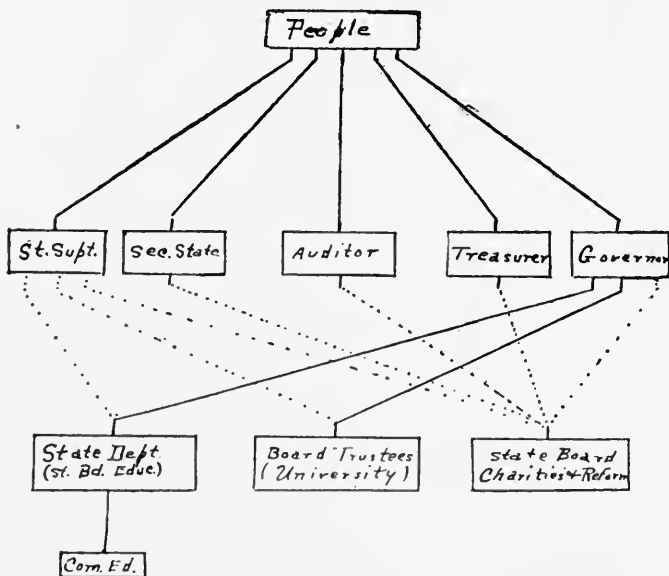 People
St. Supt.
Sec. State
Auditor
Treasurer
Governor
State Dept.
(St. Bd. Educ.)
Board Trustees
(University)
State Board
Charities & Reform
Com. Ed.